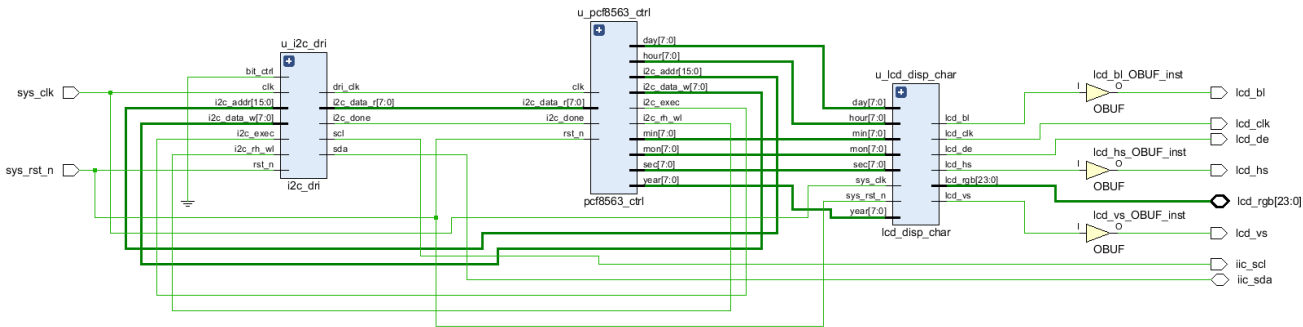 u_pcf8563_ctrl
u_i2c_dri
bit_ctrl
clk
i2c_addr[15:0]
i2c_data_w[7:0]
i2c_exec
i2c_rh_wl
rst_n
dri_clk
i2c_data_r[7:0]
i2c_done
scl
sda
i2c_dri
sys_clk
sys_rst_n
clk
i2c_data_r[7:0]
i2c_done
rst_n
day[7:0]
hour[7:0]
i2c_addr[15:0]
i2c_data_w[7:0]
i2c_exec
i2c_rh_wl
min[7:0]
mon[7:0]
sec[7:0]
year[7:0]
pcf8563_ctrl
u_lcd_disp_char
day[7:0]
hour[7:0]
min[7:0]
mon[7:0]
sec[7:0]
sys_clk
sys_rst_n
year[7:0]
lcd_bl
lcd_clk
lcd_de
lcd_hs
lcd_rgb[23:0]
lcd_vs
lcd_disp_char
lcd_bl_OBUF_inst
I
O
OBUF
lcd_hs_OBUF_inst
I
O
OBUF
lcd_vs_OBUF_inst
I
O
OBUF
lcd_bl
lcd_clk
lcd_de
lcd_hs
lcd_rgb[23:0]
lcd_vs
iic_scl
iic_sda